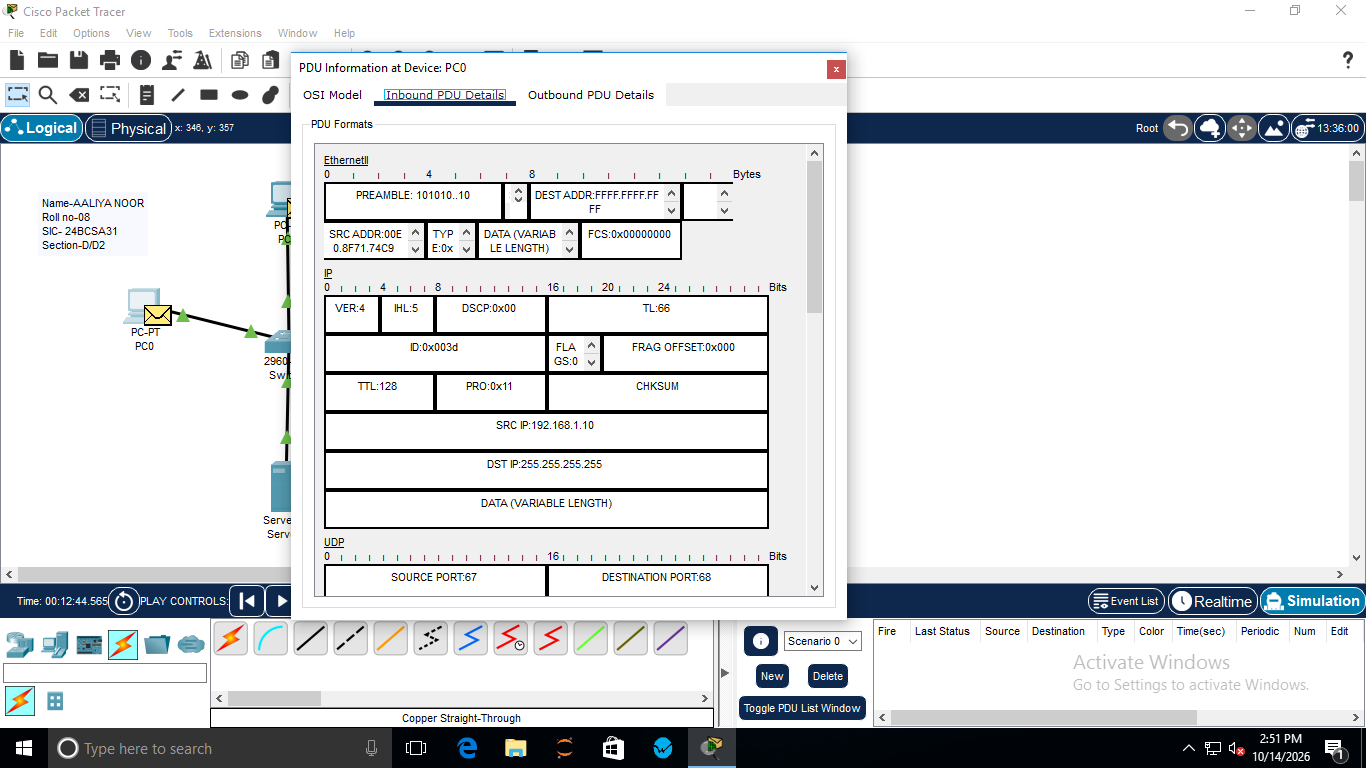 Cisco Packet Tracer
File Edit Options View Tools Extensions Window Help
PDU Information at Device: PC0
x
OSI Model Inbound PDU Details Outbound PDU Details
Logical Physical x: 346, y: 357
Root 13:36:00
PDU Formats
EthernetII
0 4 8 Bytes
PREAMBLE: 101010..10
DEST ADDR:FFFF.FFFF.FF
FF
SRC ADDR:00E
0.8F71.74C9
TYP
E:0x
DATA (VARIAB
LE LENGTH)
FCS:0x00000000
IP
0 4 8 16 20 24 Bits
VER:4 IHL:5 DSCP:0x00 TL:66
ID:0x003d
FLA
GS:0
FRAG OFFSET:0x000
TTL:128 PRO:0x11 CHKSUM
SRC IP:192.168.1.10
DST IP:255.255.255.255
DATA (VARIABLE LENGTH)
UDP
0 16 Bits
SOURCE PORT:67 DESTINATION PORT:68
Name-AALIYA NOOR
Roll no-08
SIC- 24BCSA31
Section-D/D2
PC-PT
PC0
PC-
PC
2960-
Swi
Serve
Serv
Time: 00:12:44.565 PLAY CONTROLS:
Event List Realtime Simulation
Scenario 0
New Delete
Toggle PDU List Window
Fire Last Status Source Destination Type Color Time(sec) Periodic Num Edit
Activate Windows
Go to Settings to activate Windows.
Copper Straight-Through
Type here to search
2:51 PM
10/14/2026
1